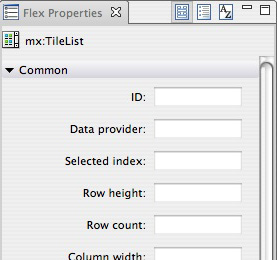 Flex Properties
mx:TileList
Common
ID:
Data provider:
Selected index:
Row height:
Row count:
Column width: